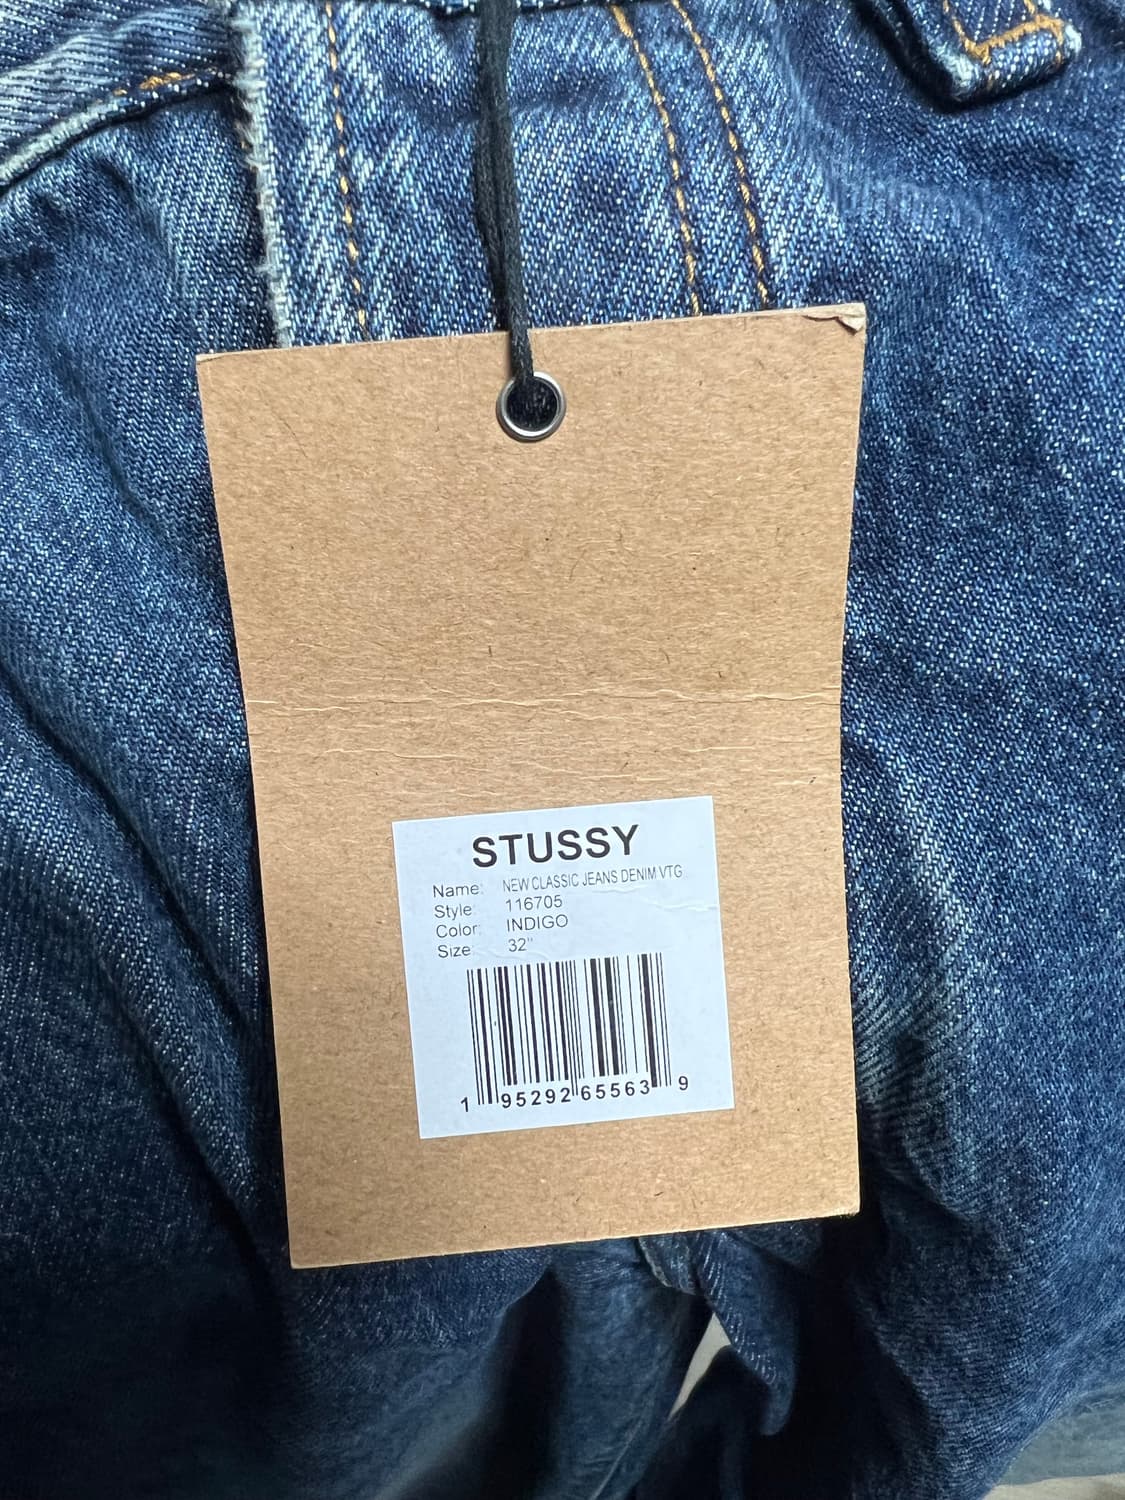 STUSSY
Name: NEW CLASSIC JEANS DENIM VTG
Style: 116705
Color: INDIGO
Size: 32"
1 95292 65563 9